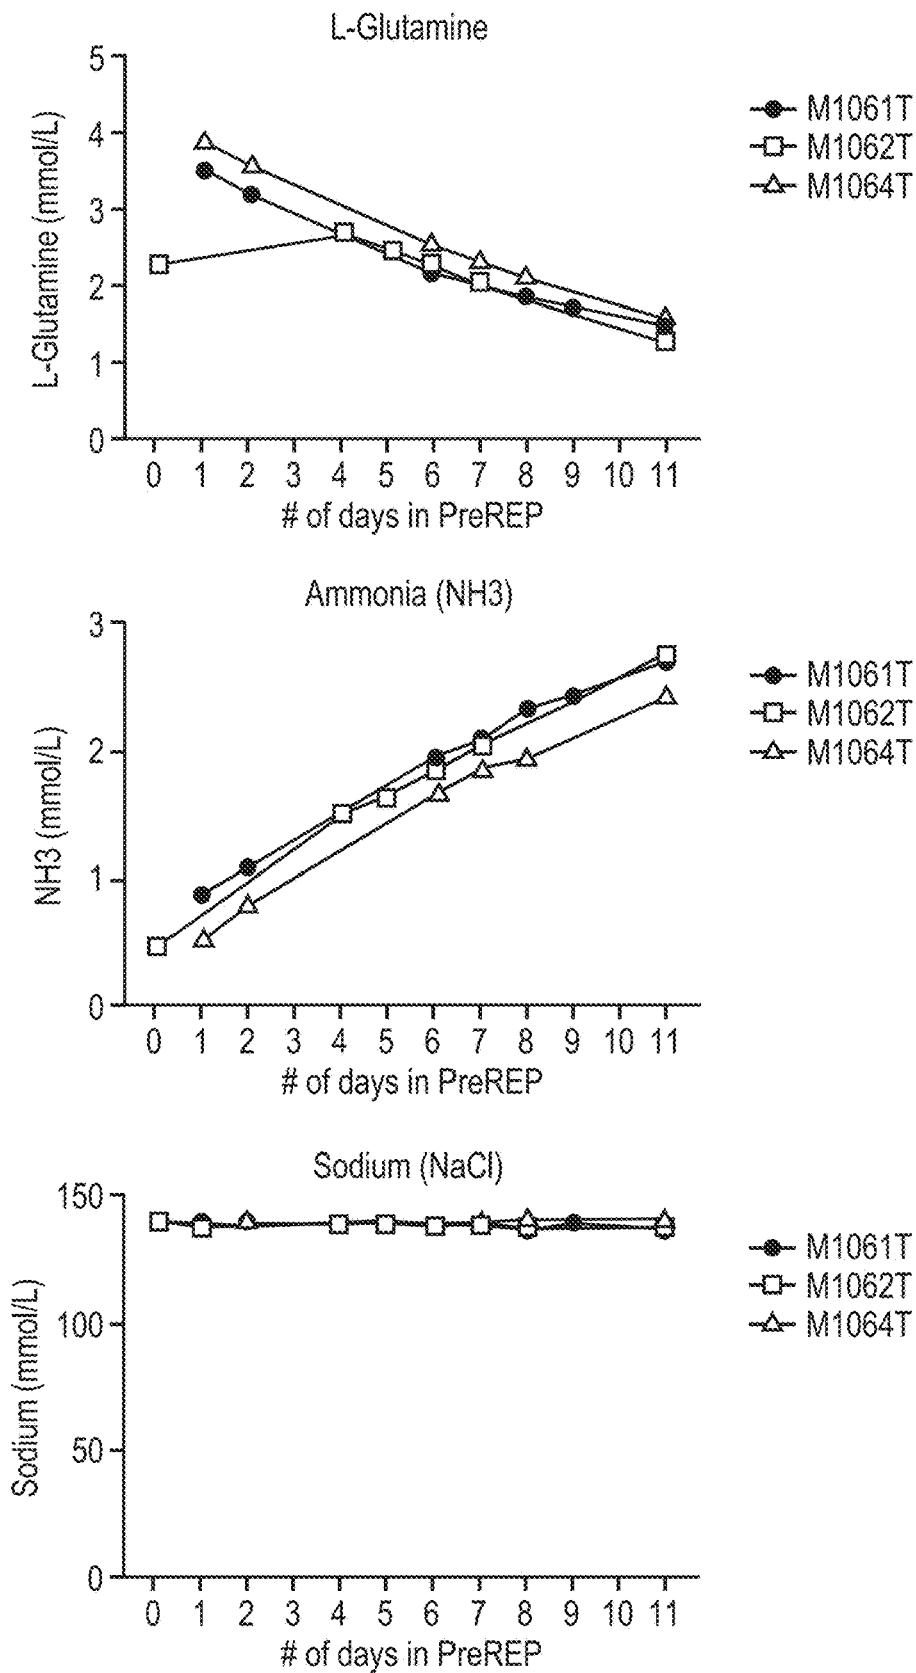 L-Glutamine
L-Glutamine (mmol/L)
5
4
3
2
1
0
0 1 2 3 4 5 6 7 8 9 10 11
# of days in PreREP
M1061T
M1062T
M1064T
Ammonia (NH3)
NH3 (mmol/L)
3
2
1
0
0 1 2 3 4 5 6 7 8 9 10 11
# of days in PreREP
M1061T
M1062T
M1064T
Sodium (NaCl)
Sodium (mmol/L)
150
100
50
0
0 1 2 3 4 5 6 7 8 9 10 11
# of days in PreREP
M1061T
M1062T
M1064T